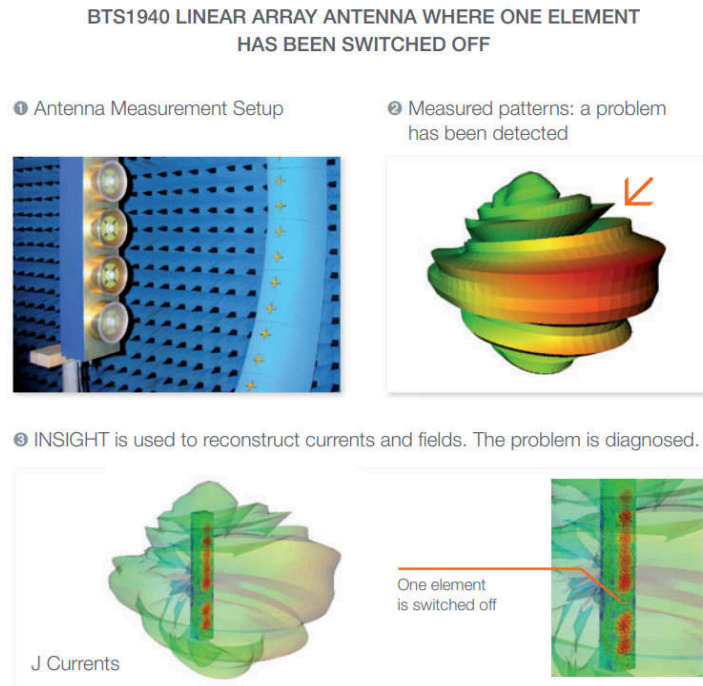 BTS1940 LINEAR ARRAY ANTENNA WHERE ONE ELEMENT
HAS BEEN SWITCHED OFF
❶ Antenna Measurement Setup
❷ Measured patterns: a problem
has been detected
❸ INSIGHT is used to reconstruct currents and fields. The problem is diagnosed.
One element
is switched off
J Currents